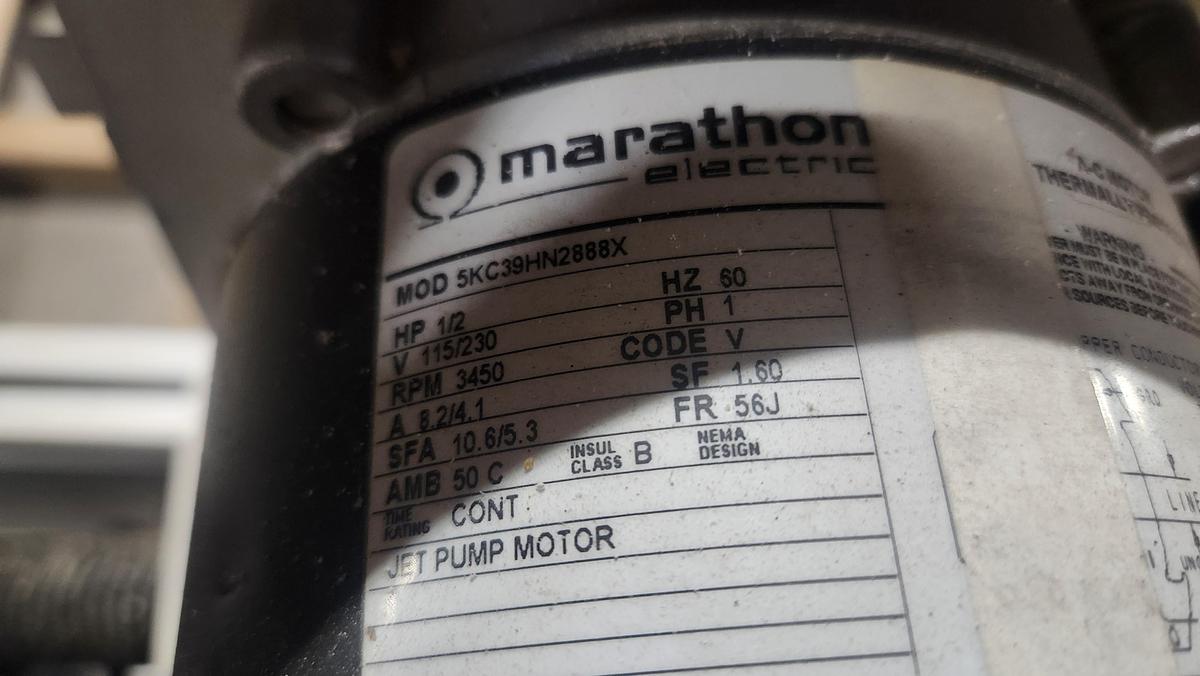 marathon
electric
MOD 5KC39HN2888X
HP 1/2 HZ 60
V 115/230 PH 1
RPM 3450 CODE V
A 8.2/4.1 SF 1.60
SFA 10.6/5.3 FR 56J
AMB 50 C INSUL CLASS B NEMA DESIGN
TIME RATING CONT
JET PUMP MOTOR
WARNING
LINE